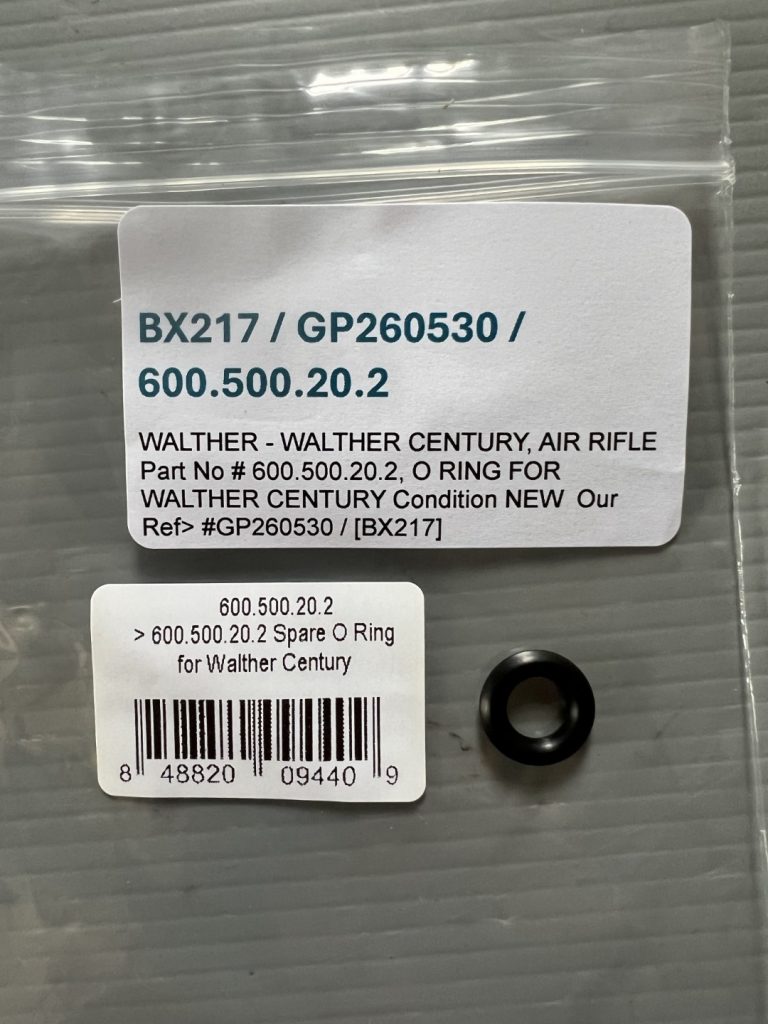 BX217 / GP260530 /
600.500.20.2
WALTHER - WALTHER CENTURY, AIR RIFLE
Part No # 600.500.20.2, O RING FOR
WALTHER CENTURY Condition NEW Our
Ref> #GP260530 / [BX217]
600.500.20.2
> 600.500.20.2 Spare O Ring
for Walther Century
8 48820 09440 9